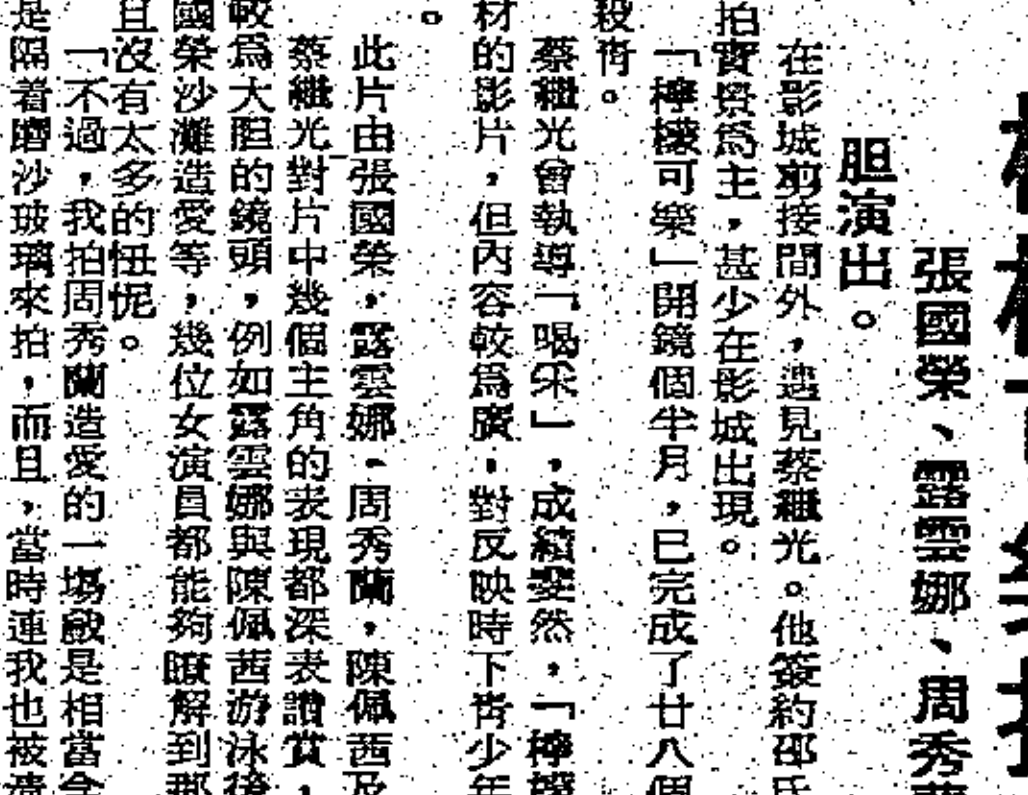 張國榮、露雲娜、周秀
胆演出。
在影城剪接間外，遇見蔡繼光。他簽約邵氏
拍實景爲主，甚少在影城出現。
「檸檬可樂」開鏡個半月，已完成了廿八個
殺青。
蔡繼光曾執導「喝采」，成績斐然，「檸檬
材的影片，但內容較爲廣，對反映時下青少年
。
此片由張國榮，露雲娜，周秀蘭，陳佩茜及
蔡繼光對片中幾個主角的表現都深表讚賞，
較爲大胆的鏡頭，例如露雲娜與陳佩茜游泳後
國榮沙灘造愛等，幾位女演員都能夠瞭解到那
且沒有太多的忸怩。
「不過，我拍周秀蘭造愛的一場戲是相當含
是隔着磨沙玻璃來拍，而且，當時連我也被